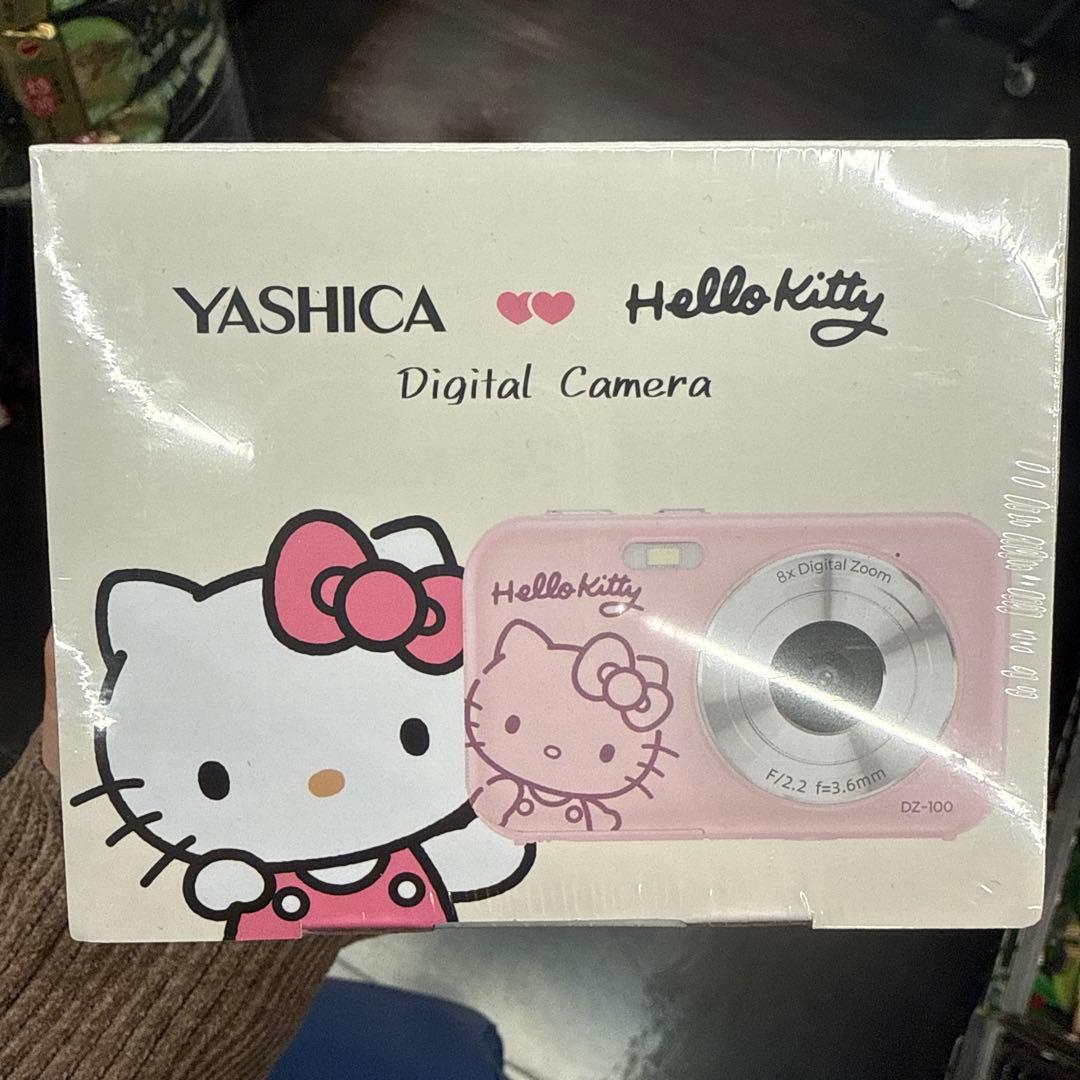 YASHICA Hello Kitty
Digital Camera
Hello Kitty
8x Digital Zoom
F/2.2 f=3.6mm
DZ-100